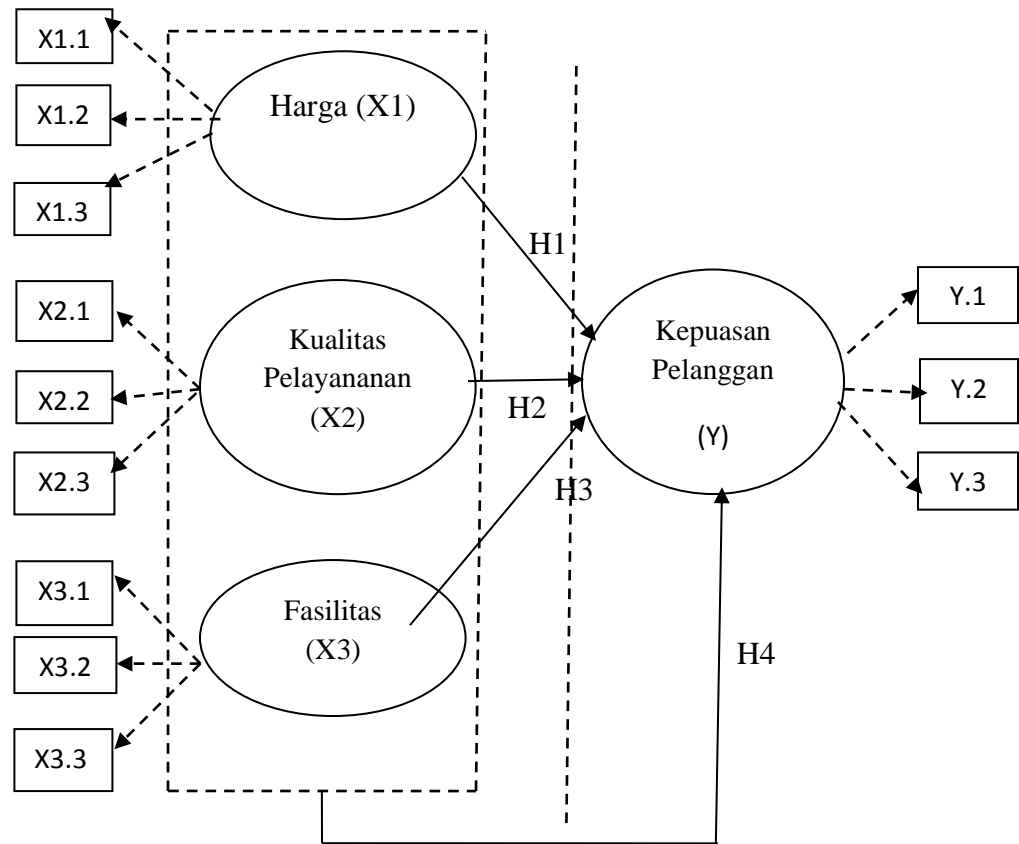 X1.1
X1.2
X1.3
Harga (X1)
H1
X2.1
X2.2
X2.3
Kualitas
Pelayananan
(X2)
H2
H3
X3.1
X3.2
X3.3
Fasilitas
(X3)
H4
Kepuasan
Pelanggan
(Y)
Y.1
Y.2
Y.3